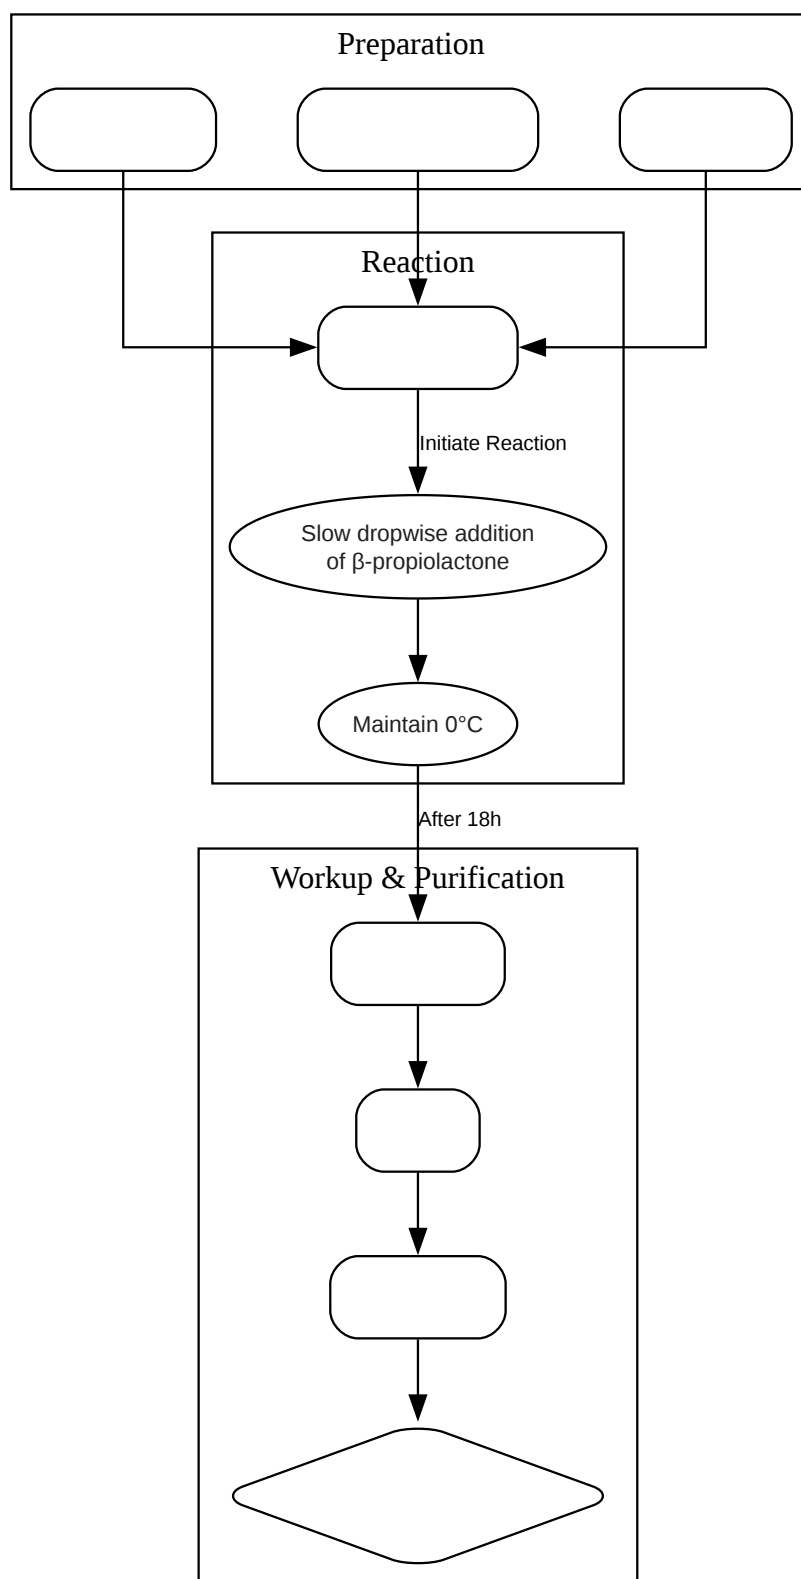 Preparation
Reaction
Initiate Reaction
Slow dropwise addition
of β-propiolactone
Maintain 0°C
After 18h
Workup & Purification